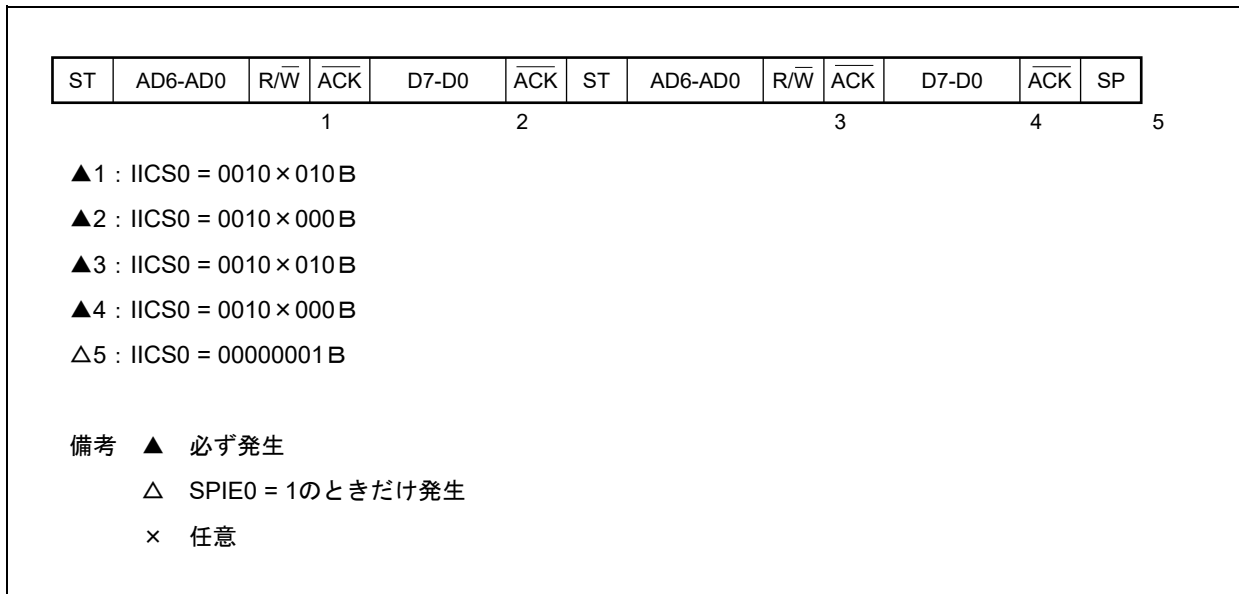 ST AD6-AD0 R/W ACK D7-D0 ACK ST AD6-AD0 R/W ACK D7-D0 ACK SP
1 2 3 4 5
▲1：IICS0 = 0010×010B
▲2：IICS0 = 0010×000B
▲3：IICS0 = 0010×010B
▲4：IICS0 = 0010×000B
△5：IICS0 = 00000001B
備考 ▲ 必ず発生
△ SPIE0 = 1のときだけ発生
× 任意